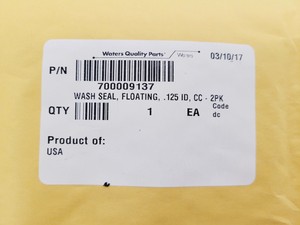 Waters Quality Parts Waters 03/10/17
P/N
700009137
WASH SEAL, FLOATING, .125 ID, CC - 2PK
QTY 1 EA Code
dc
Product of:
USA